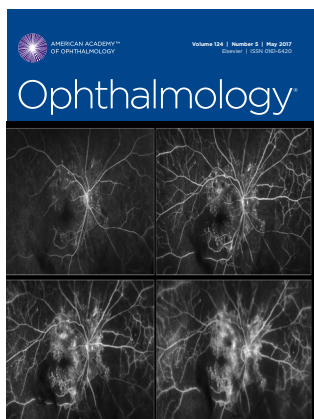 AMERICAN ACADEMY™
OF OPHTHALMOLOGY
Volume 124 | Number 5 | May 2017
Elsevier | ISSN 0161-6420
Ophthalmology®